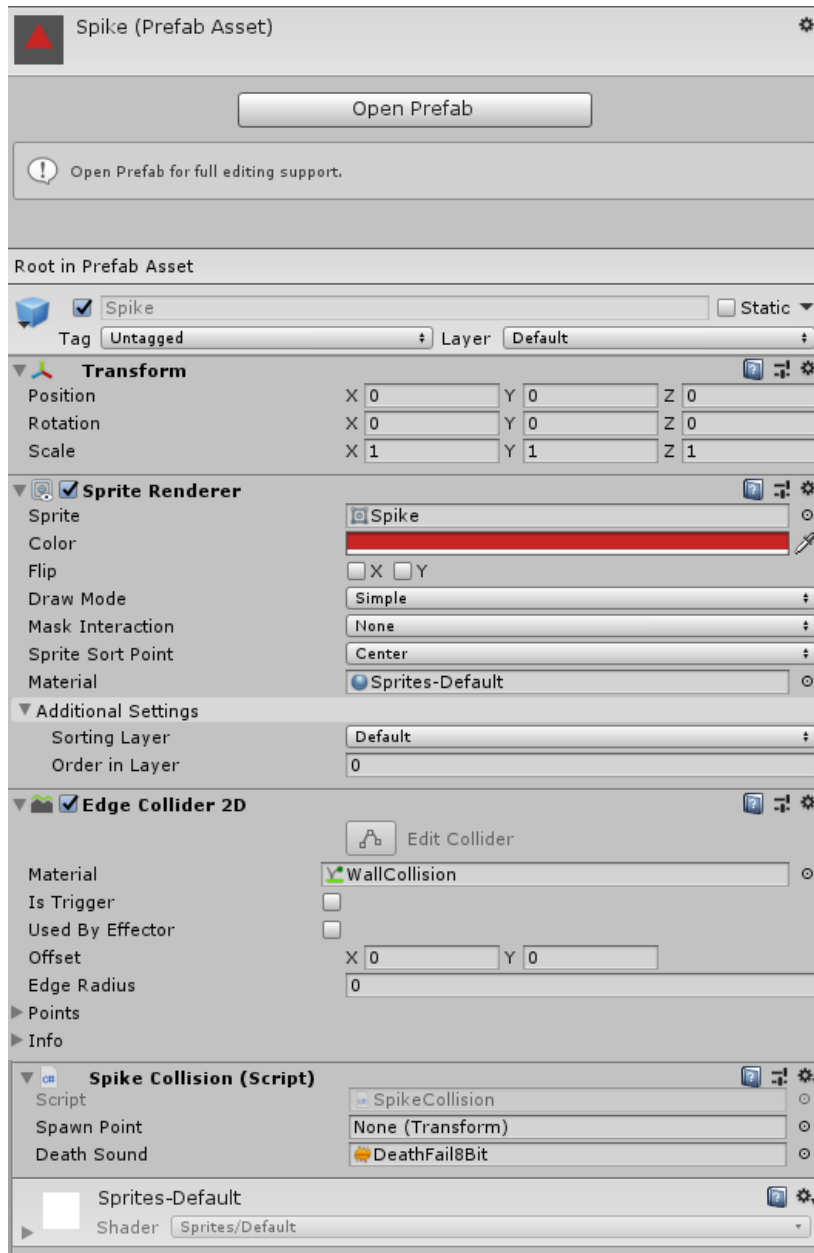 Spike (Prefab Asset)
Open Prefab
Open Prefab for full editing support.
Root in Prefab Asset
Spike Static
Tag Untagged Layer Default
Transform
Position X 0 Y 0 Z 0
Rotation X 0 Y 0 Z 0
Scale X 1 Y 1 Z 1
Sprite Renderer
Sprite Spike
Color
Flip X Y
Draw Mode Simple
Mask Interaction None
Sprite Sort Point Center
Material Sprites-Default
Additional Settings
Sorting Layer Default
Order in Layer 0
Edge Collider 2D
Edit Collider
Material WallCollision
Is Trigger
Used By Effector
Offset X 0 Y 0
Edge Radius 0
Points
Info
c# Spike Collision (Script)
Script SpikeCollision
Spawn Point None (Transform)
Death Sound DeathFail8Bit
Sprites-Default
Shader Sprites/Default